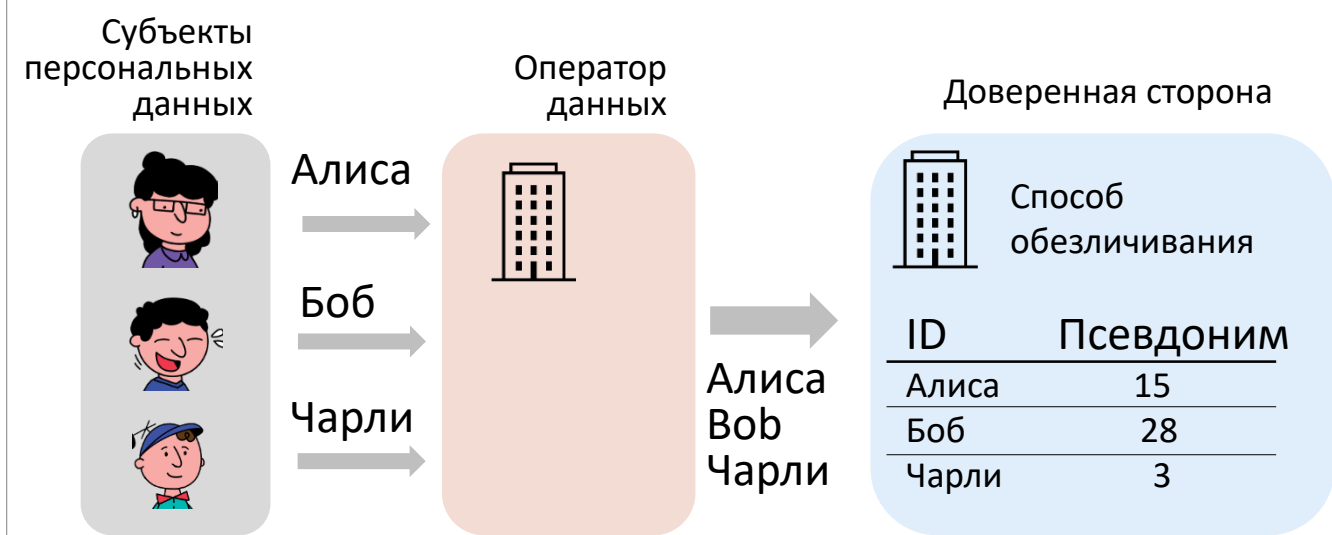 Субъекты
персональных
данных
Оператор
данных
Доверенная сторона
Алиса
Боб
Чарли
Алиса
Bob
Чарли
Способ
обезличивания
ID Псевдоним
Алиса 15
Боб 28
Чарли 3